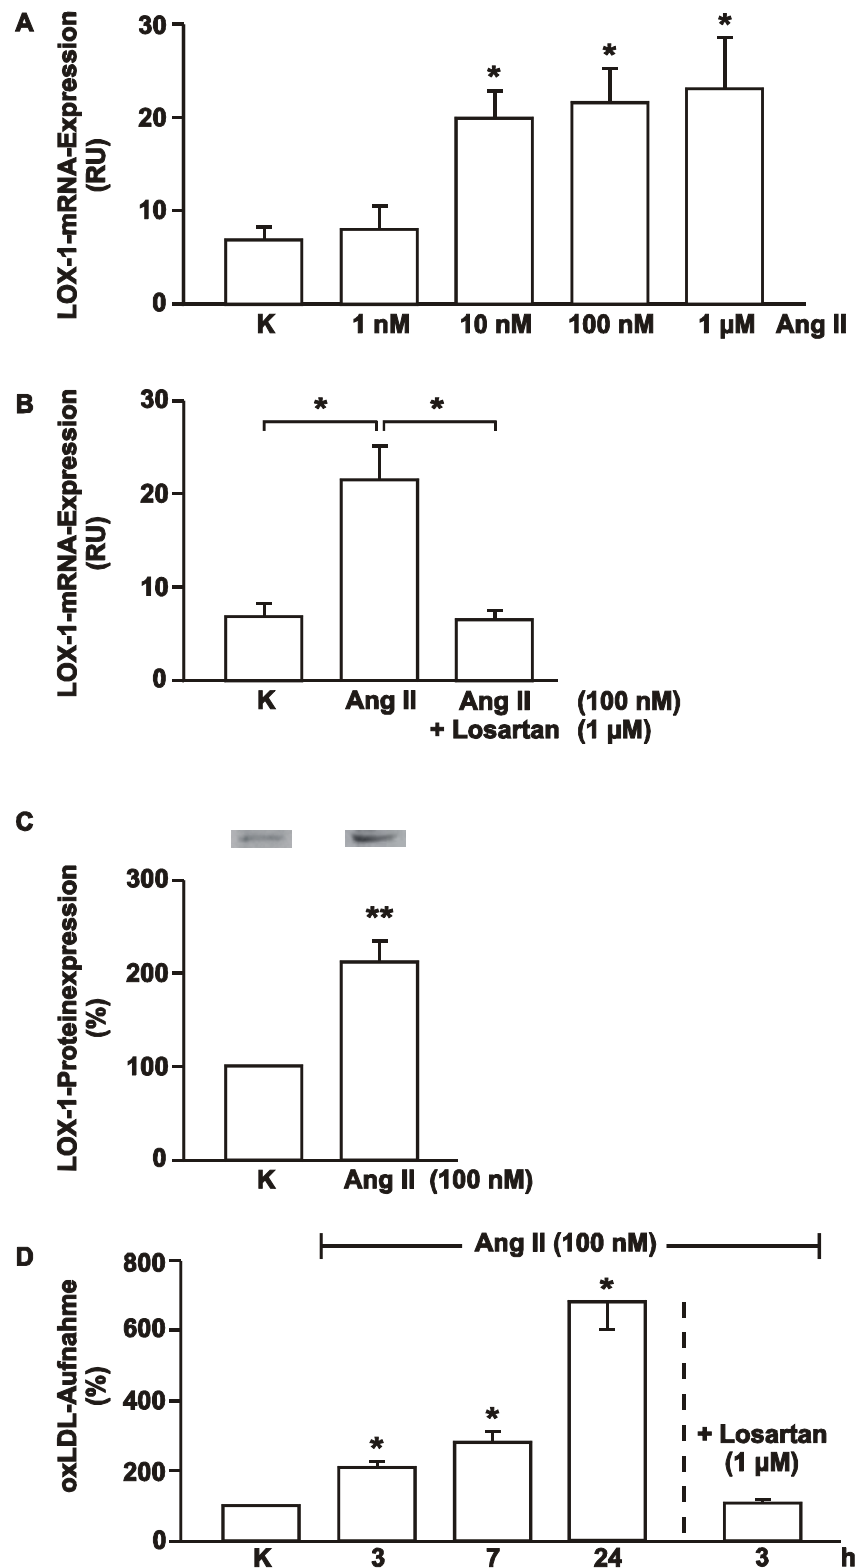 A
LOX-1-mRNA-Expression
(RU)
30
20
10
0
*
*
*
K 1 nM 10 nM 100 nM 1 µM Ang II
B
LOX-1-mRNA-Expression
(RU)
30
20
10
0
* *
K Ang II Ang II (100 nM)
+ Losartan (1 µM)
C
LOX-1-Proteinexpression
(%)
300
200
100
0
**
K Ang II (100 nM)
D
Ang II (100 nM)
oxLDL-Aufnahme
(%)
800
600
400
200
0
*
*
*
+ Losartan
(1 µM)
K 3 7 24 3 h